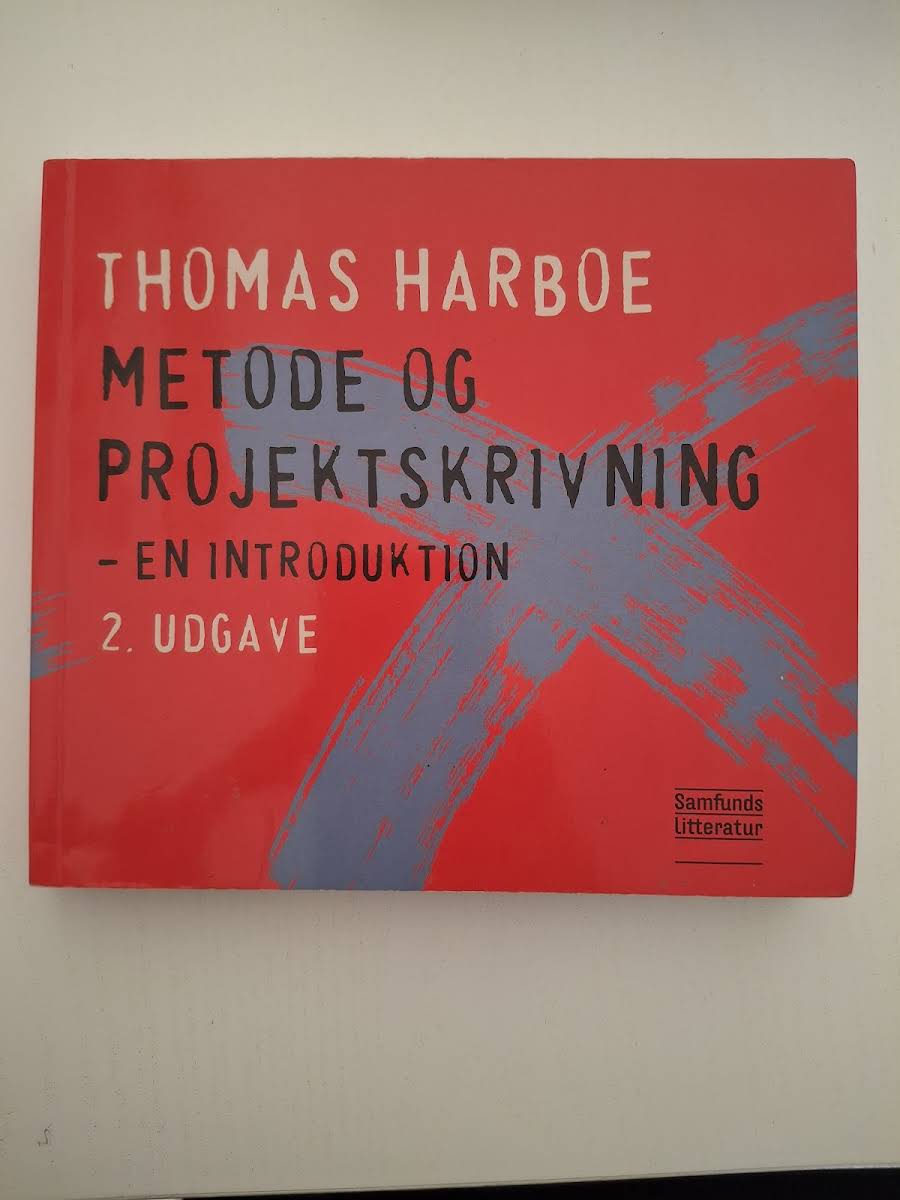 THOMAS HARBOE
METODE OG
PROJEKTSKRIVNING
– EN INTRODUKTION
2. UDGAVE
Samfunds
litteratur